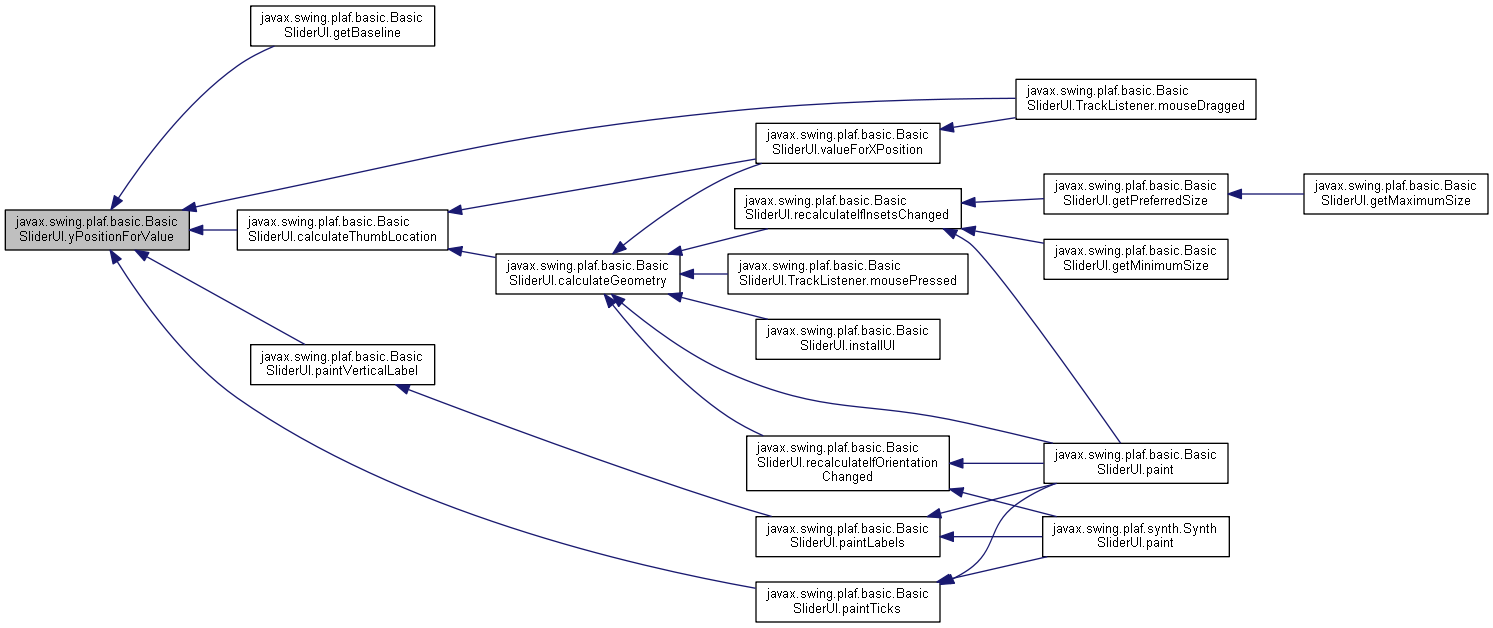 javax.swing.plaf.basic.Basic
SliderUI.getBaseline
javax.swing.plaf.basic.Basic
SliderUI.TrackListener.mouseDragged
javax.swing.plaf.basic.Basic
SliderUI.valueForXPosition
javax.swing.plaf.basic.Basic
SliderUI.yPositionForValue
javax.swing.plaf.basic.Basic
SliderUI.calculateThumbLocation
javax.swing.plaf.basic.Basic
SliderUI.recalculateIfInsetsChanged
javax.swing.plaf.basic.Basic
SliderUI.getPreferredSize
javax.swing.plaf.basic.Basic
SliderUI.getMaximumSize
javax.swing.plaf.basic.Basic
SliderUI.calculateGeometry
javax.swing.plaf.basic.Basic
SliderUI.TrackListener.mousePressed
javax.swing.plaf.basic.Basic
SliderUI.getMinimumSize
javax.swing.plaf.basic.Basic
SliderUI.installUI
javax.swing.plaf.basic.Basic
SliderUI.paintVerticalLabel
javax.swing.plaf.basic.Basic
SliderUI.recalculateIfOrientation
Changed
javax.swing.plaf.basic.Basic
SliderUI.paint
javax.swing.plaf.basic.Basic
SliderUI.paintLabels
javax.swing.plaf.synth.Synth
SliderUI.paint
javax.swing.plaf.basic.Basic
SliderUI.paintTicks